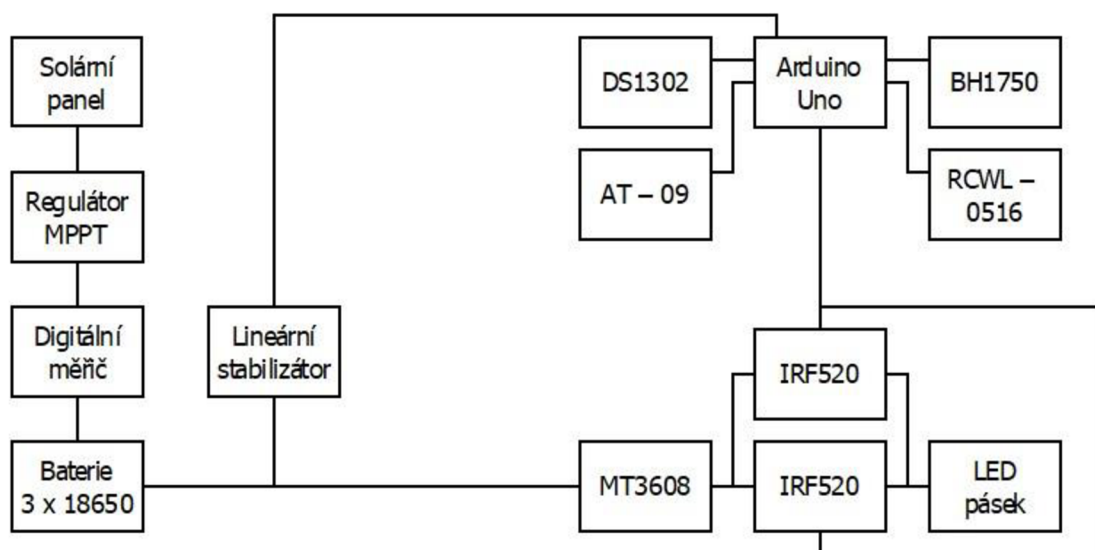 Solární
panel
Regulátor
MPPT
Digitální
měřič
Baterie
3 x 18650
Lineární
stabilizátor
DS1302
AT – 09
Arduino
Uno
BH1750
RCWL –
0516
IRF520
MT3608
IRF520
LED
pásek